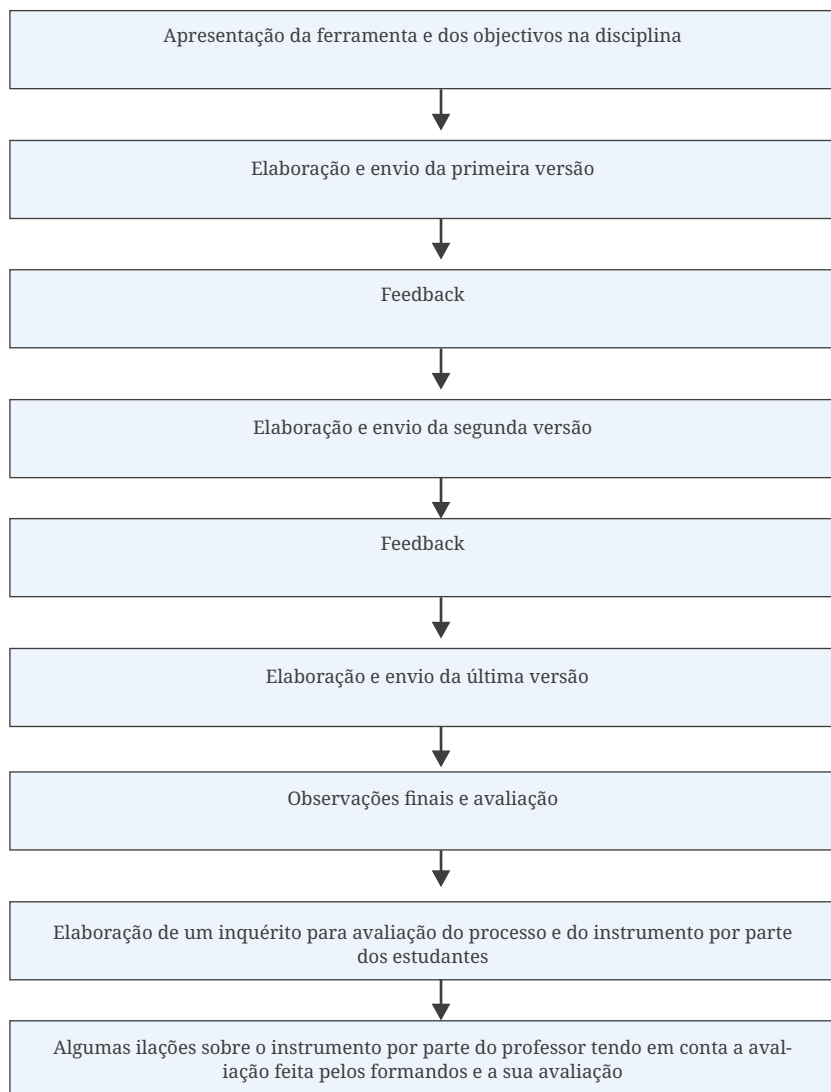 Apresentação da ferramenta e dos objectivos na disciplina
Elaboração e envio da primeira versão
Feedback
Elaboração e envio da segunda versão
Feedback
Elaboração e envio da última versão
Observações finais e avaliação
Elaboração de um inquérito para avaliação do processo e do instrumento por parte
dos estudantes
Algumas ilações sobre o instrumento por parte do professor tendo em conta a aval-
iação feita pelos formandos e a sua avaliação